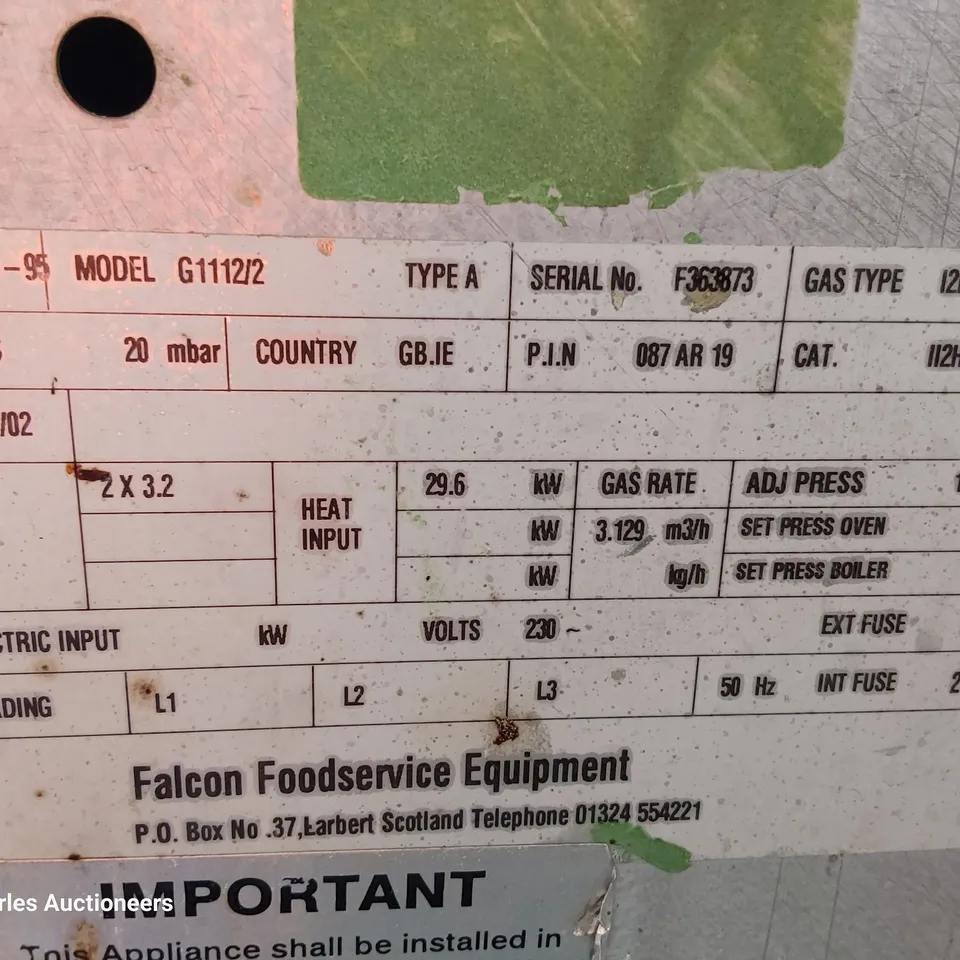 -95 MODEL G1112/2 TYPE A SERIAL No. F363873 GAS TYPE
20 mbar COUNTRY GB.IE P.I.N 087 AR 19 CAT. II2H
/02
2 X 3.2 HEAT INPUT 29.6 kW GAS RATE ADJ PRESS
kW 3.129 m3/h SET PRESS OVEN
kW kg/h SET PRESS BOILER
CTRIC INPUT kW VOLTS 230 ~ EXT FUSE
DING L1 L2 L3 50 Hz INT FUSE 2
Falcon Foodservice Equipment
P.O. Box No .37,Larbert Scotland Telephone 01324 554221
IMPORTANT
rles Auctioneers
This Appliance shall be installed in